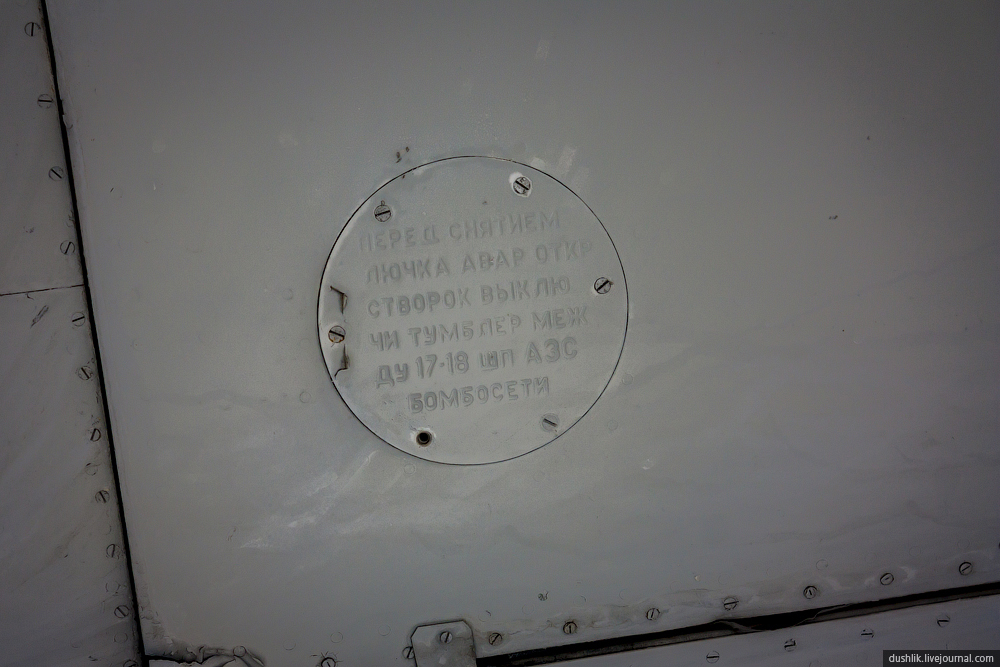 ПЕРЕД СНЯТИЕМ
ЛЮЧКА АВАР ОТКР
СТВОРОК ВЫКЛЮ
ЧИ ТУМБЛЕР МЕЖ
ДУ 17-18 ШП АЗС
БОМБОСЕТИ
dushlik.livejournal.com